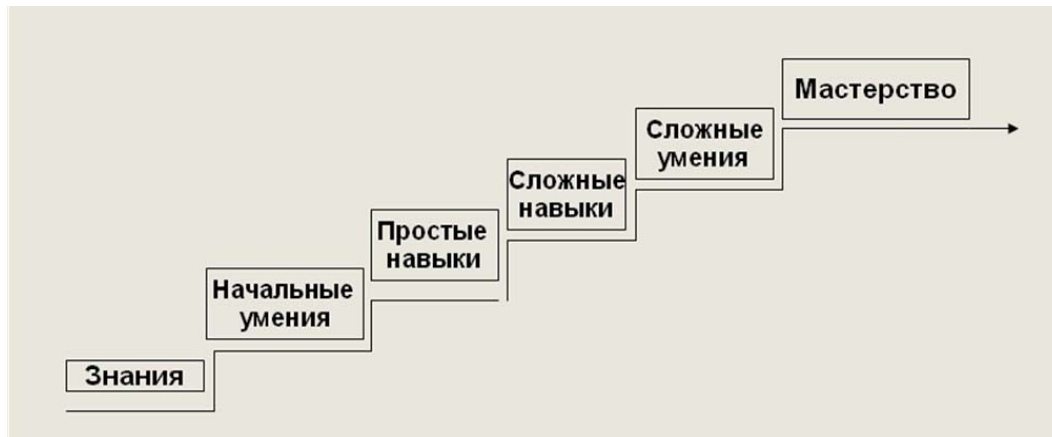 Мастерство
Сложные
умения
Сложные
навыки
Простые
навыки
Начальные
умения
Знания